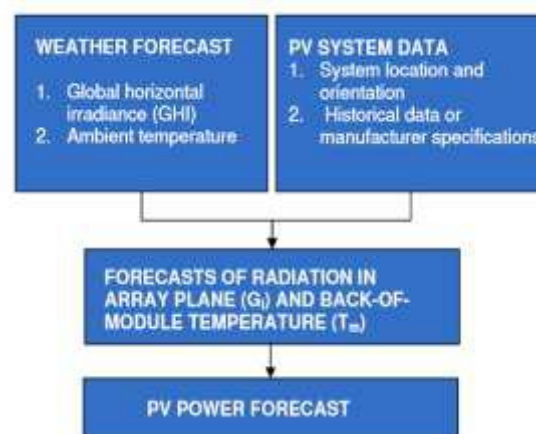 WEATHER FORECAST
1. Global horizontal
irradiance (GHI)
2. Ambient temperature
PV SYSTEM DATA
1. System location and
orientation
2. Historical data or
manufacturer specifications
FORECASTS OF RADIATION IN
ARRAY PLANE (GI) AND BACK-OF-
MODULE TEMPERATURE (Tm)
PV POWER FORECAST